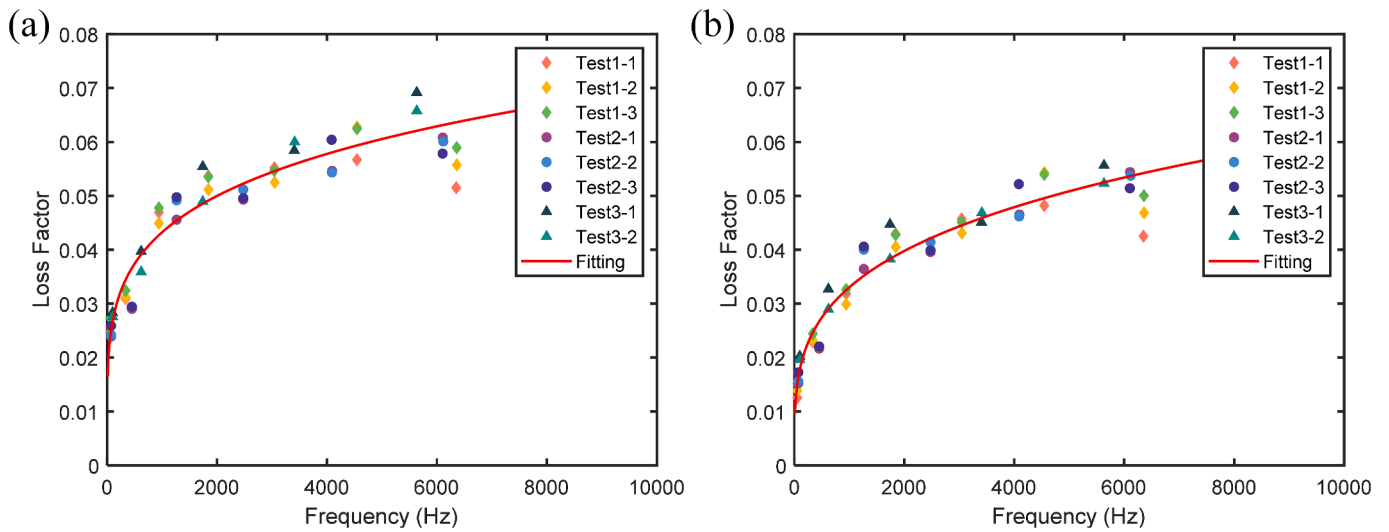 (a)
0.08
0.07
0.06
0.05
0.04
0.03
0.02
0.01
0
Loss Factor
0
2000
4000
6000
8000
10000
Frequency (Hz)
Test1-1
Test1-2
Test1-3
Test2-1
Test2-2
Test2-3
Test3-1
Test3-2
Fitting
(b)
0.08
0.07
0.06
0.05
0.04
0.03
0.02
0.01
0
Loss Factor
0
2000
4000
6000
8000
10000
Frequency (Hz)
Test1-1
Test1-2
Test1-3
Test2-1
Test2-2
Test2-3
Test3-1
Test3-2
Fitting